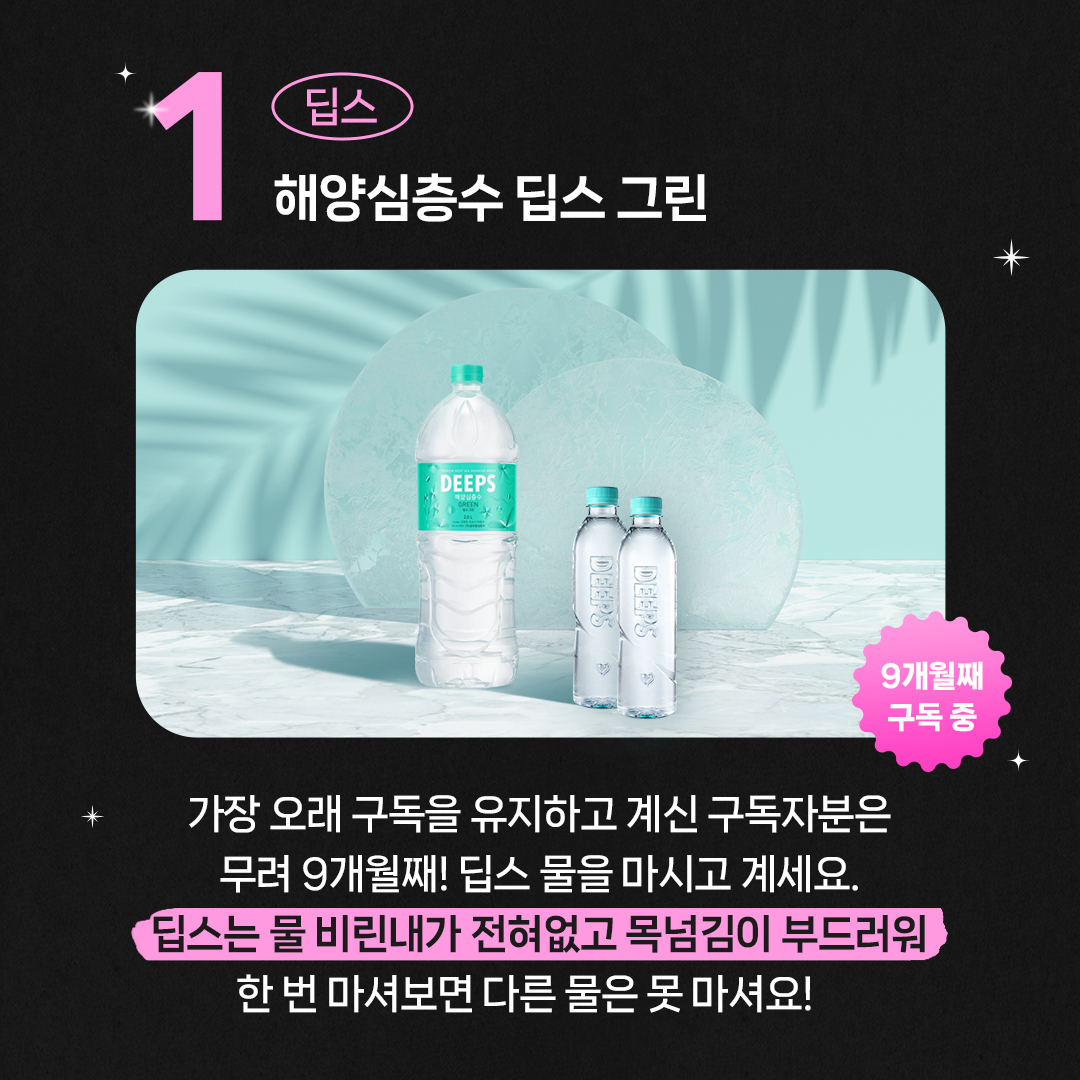 1
딥스
해양심층수 딥스 그린
DEEPS
해양심층수
GREEN
2.0 L
DEEPS
DEEPS
9개월째
구독 중
가장 오래 구독을 유지하고 계신 구독자분은
무려 9개월째! 딥스 물을 마시고 계세요.
딥스는 물 비린내가 전혀없고 목넘김이 부드러워
한 번 마셔보면 다른 물은 못 마셔요!